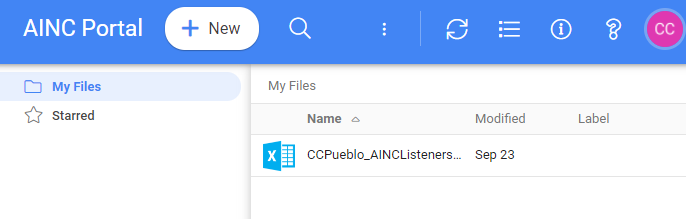 AINC Portal
+ New
CC
My Files
Starred
My Files
Name Modified Label
CCPueblo_AINCListeners... Sep 23